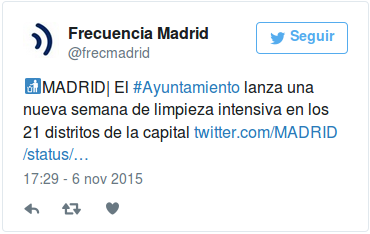 Frecuencia Madrid
@frecmadrid
Seguir
🚮MADRID| El #Ayuntamiento lanza una
nueva semana de limpieza intensiva en los
21 distritos de la capital twitter.com/MADRID
/status/…
17:29 - 6 nov 2015